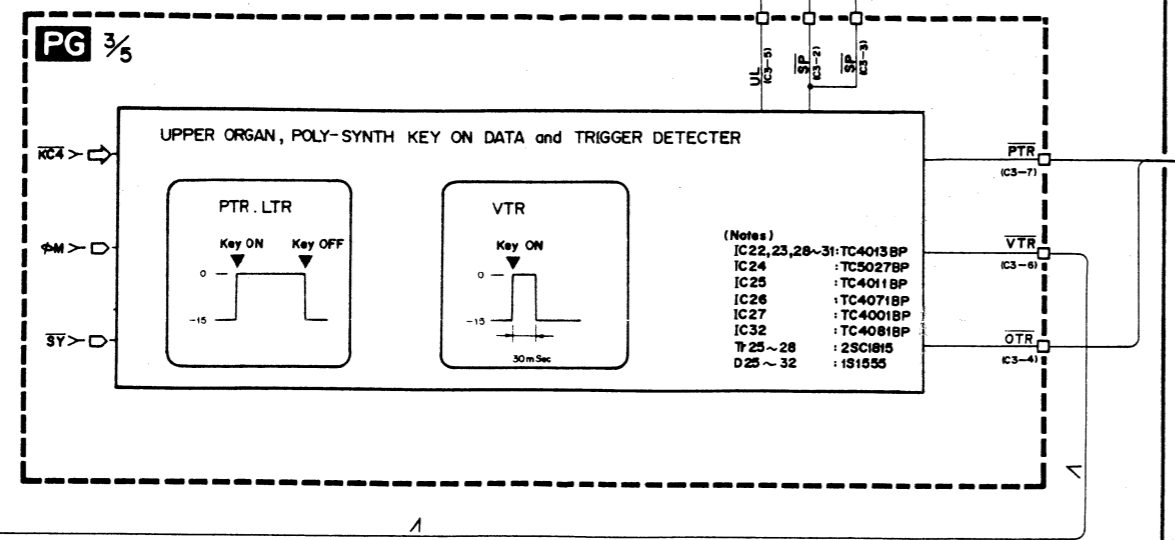 PG 3/5
UL
(C3-5)
SP
(C3-2)
SP
(C3-3)
UPPER ORGAN, POLY-SYNTH KEY ON DATA and TRIGGER DETECTER
KC4
φM
SY
PTR. LTR
Key ON Key OFF
0
-15
VTR
Key ON
0
-15
30mSec
(Notes)
IC22,23,28~31:TC4013BP
IC24 :TC5027BP
IC25 :TC4011BP
IC26 :TC4071BP
IC27 :TC4001BP
IC32 :TC4081BP
Tr25~28 :2SC1815
D25~32 :1S1555
PTR
(C3-7)
VTR
(C3-6)
OTR
(C3-4)